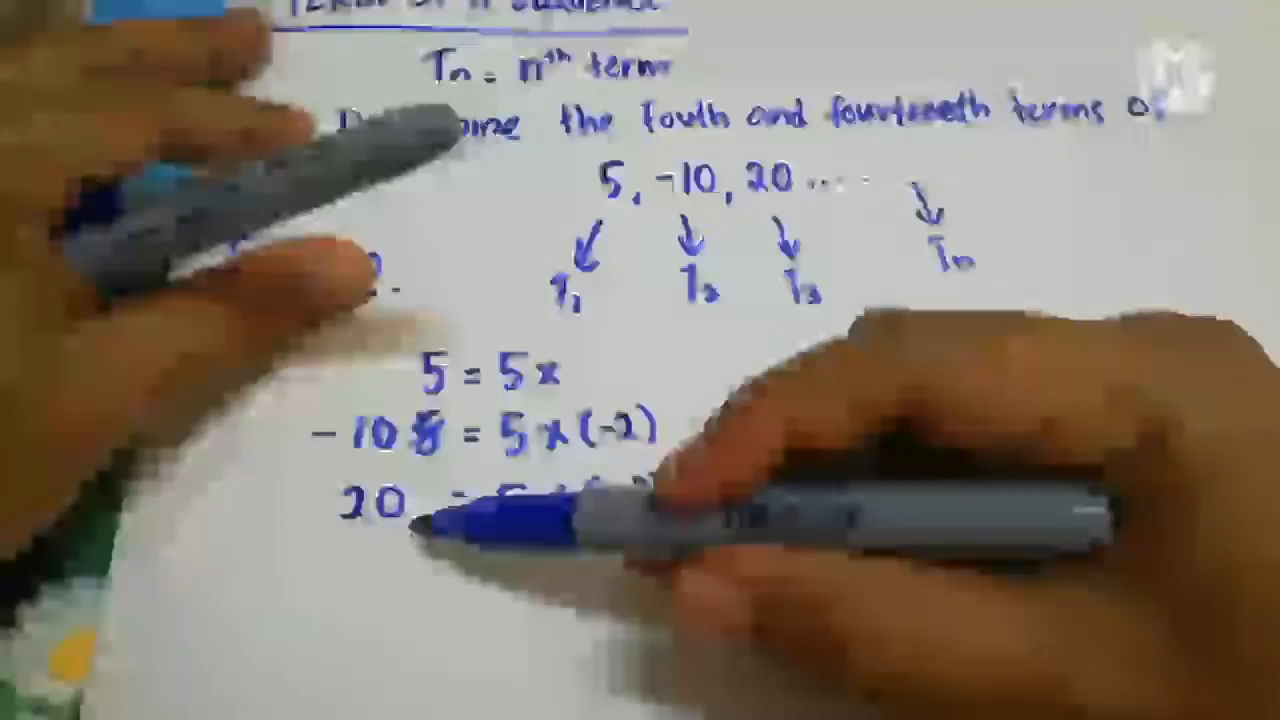 Tn = nth term
the fouth and fourteenth terms of
5, -10, 20 ....
T1 T2 T3 Tn
5 = 5 x
- 10 = 5 x (-2)
20 = 5